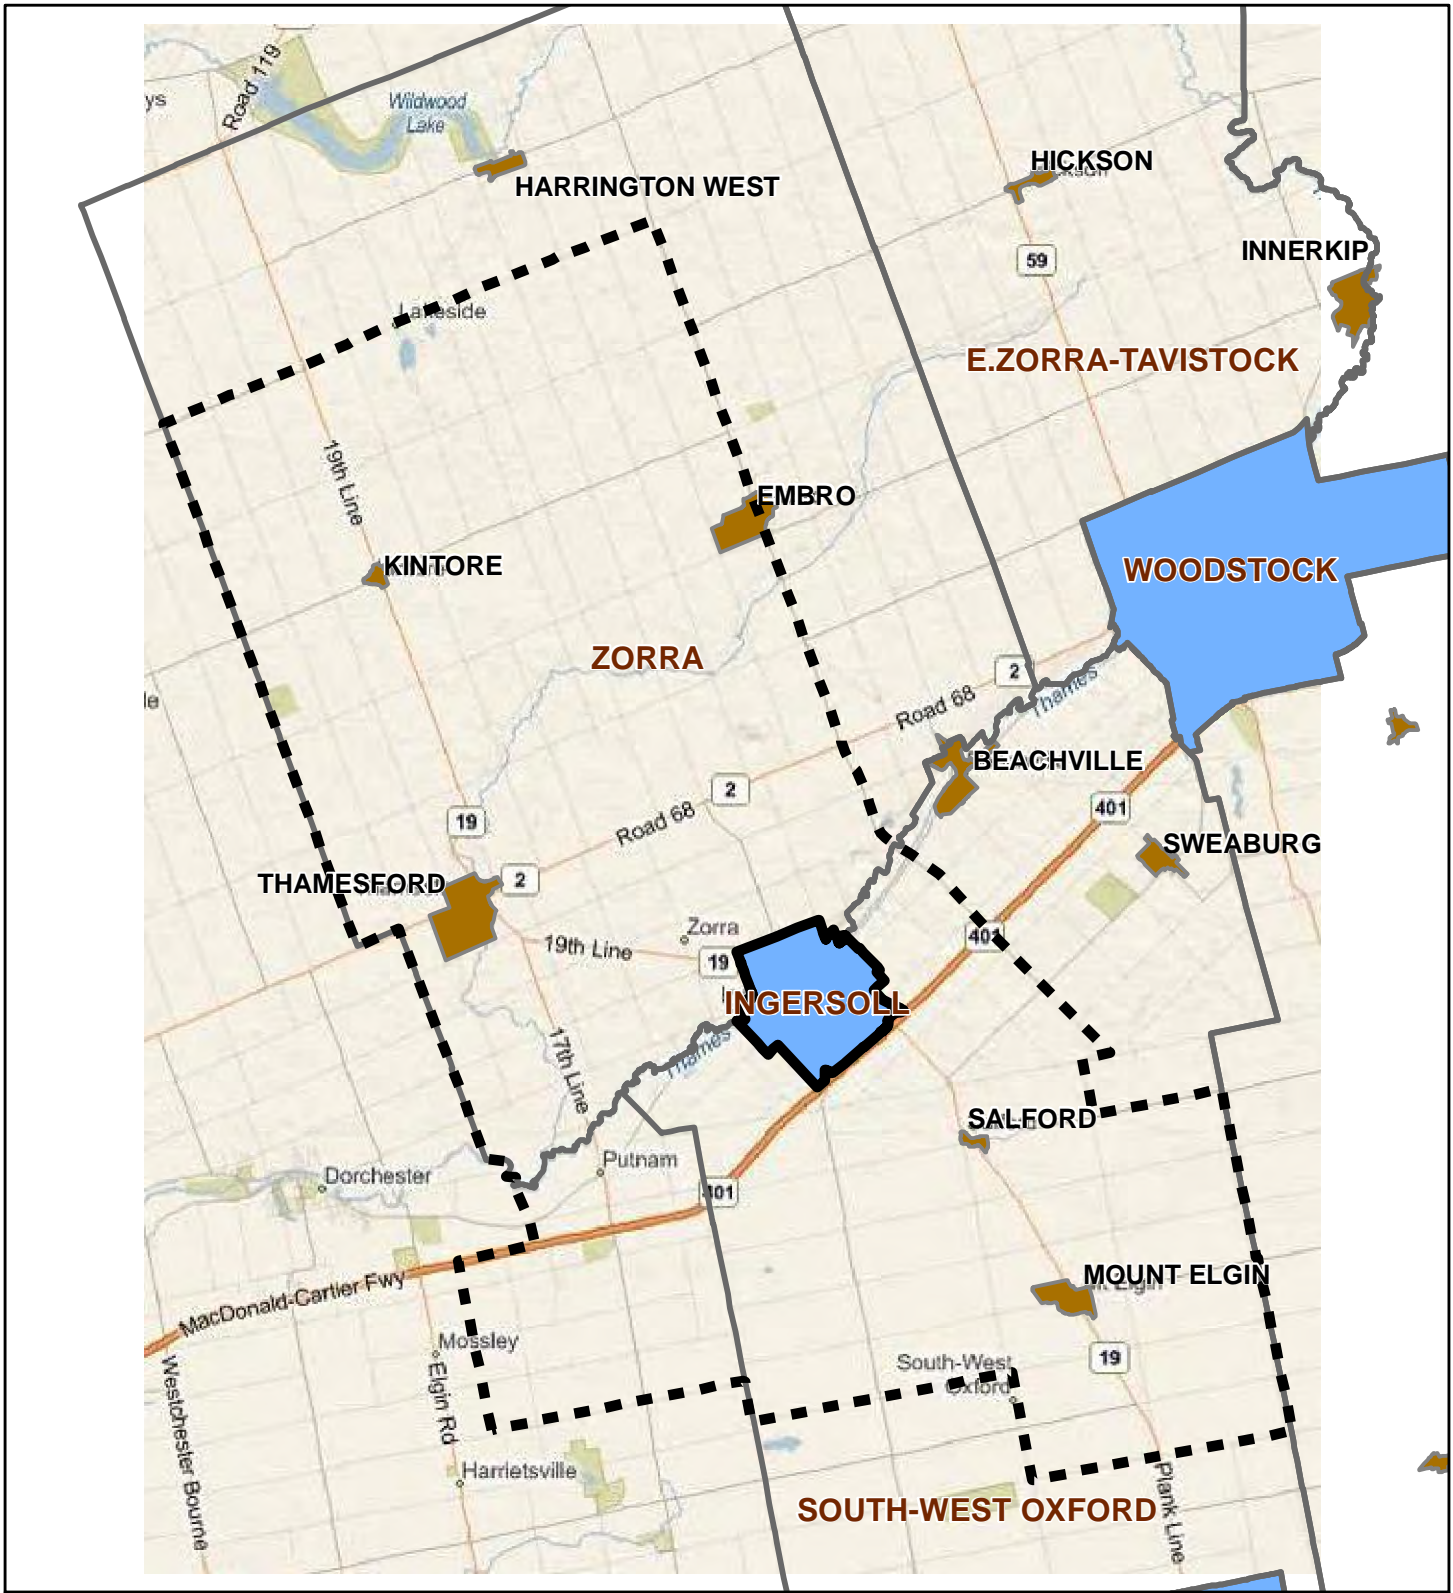 Road 119
ys
Wildwood
Lake
HICKSON
HARRINGTON WEST
INNERKIP
59
Lakeside
E.ZORRA-TAVISTOCK
19th Line
EMBRO
KINTORE
WOODSTOCK
ZORRA
2
Thames
le
Road 68
BEACHVILLE
2
401
19
Road 68
SWEABURG
THAMESFORD
2
Zorra
401
19th Line
19
INGERSOLL
17th Line
Thames
SALFORD
Putnam
Dorchester
401
MacDonald-Cartier Fwy
MOUNT ELGIN
Mossley
19
South-West
Oxford
Elgin Rd
Westchester Bourne
Harrietsville
SOUTH-WEST OXFORD
Plank Line